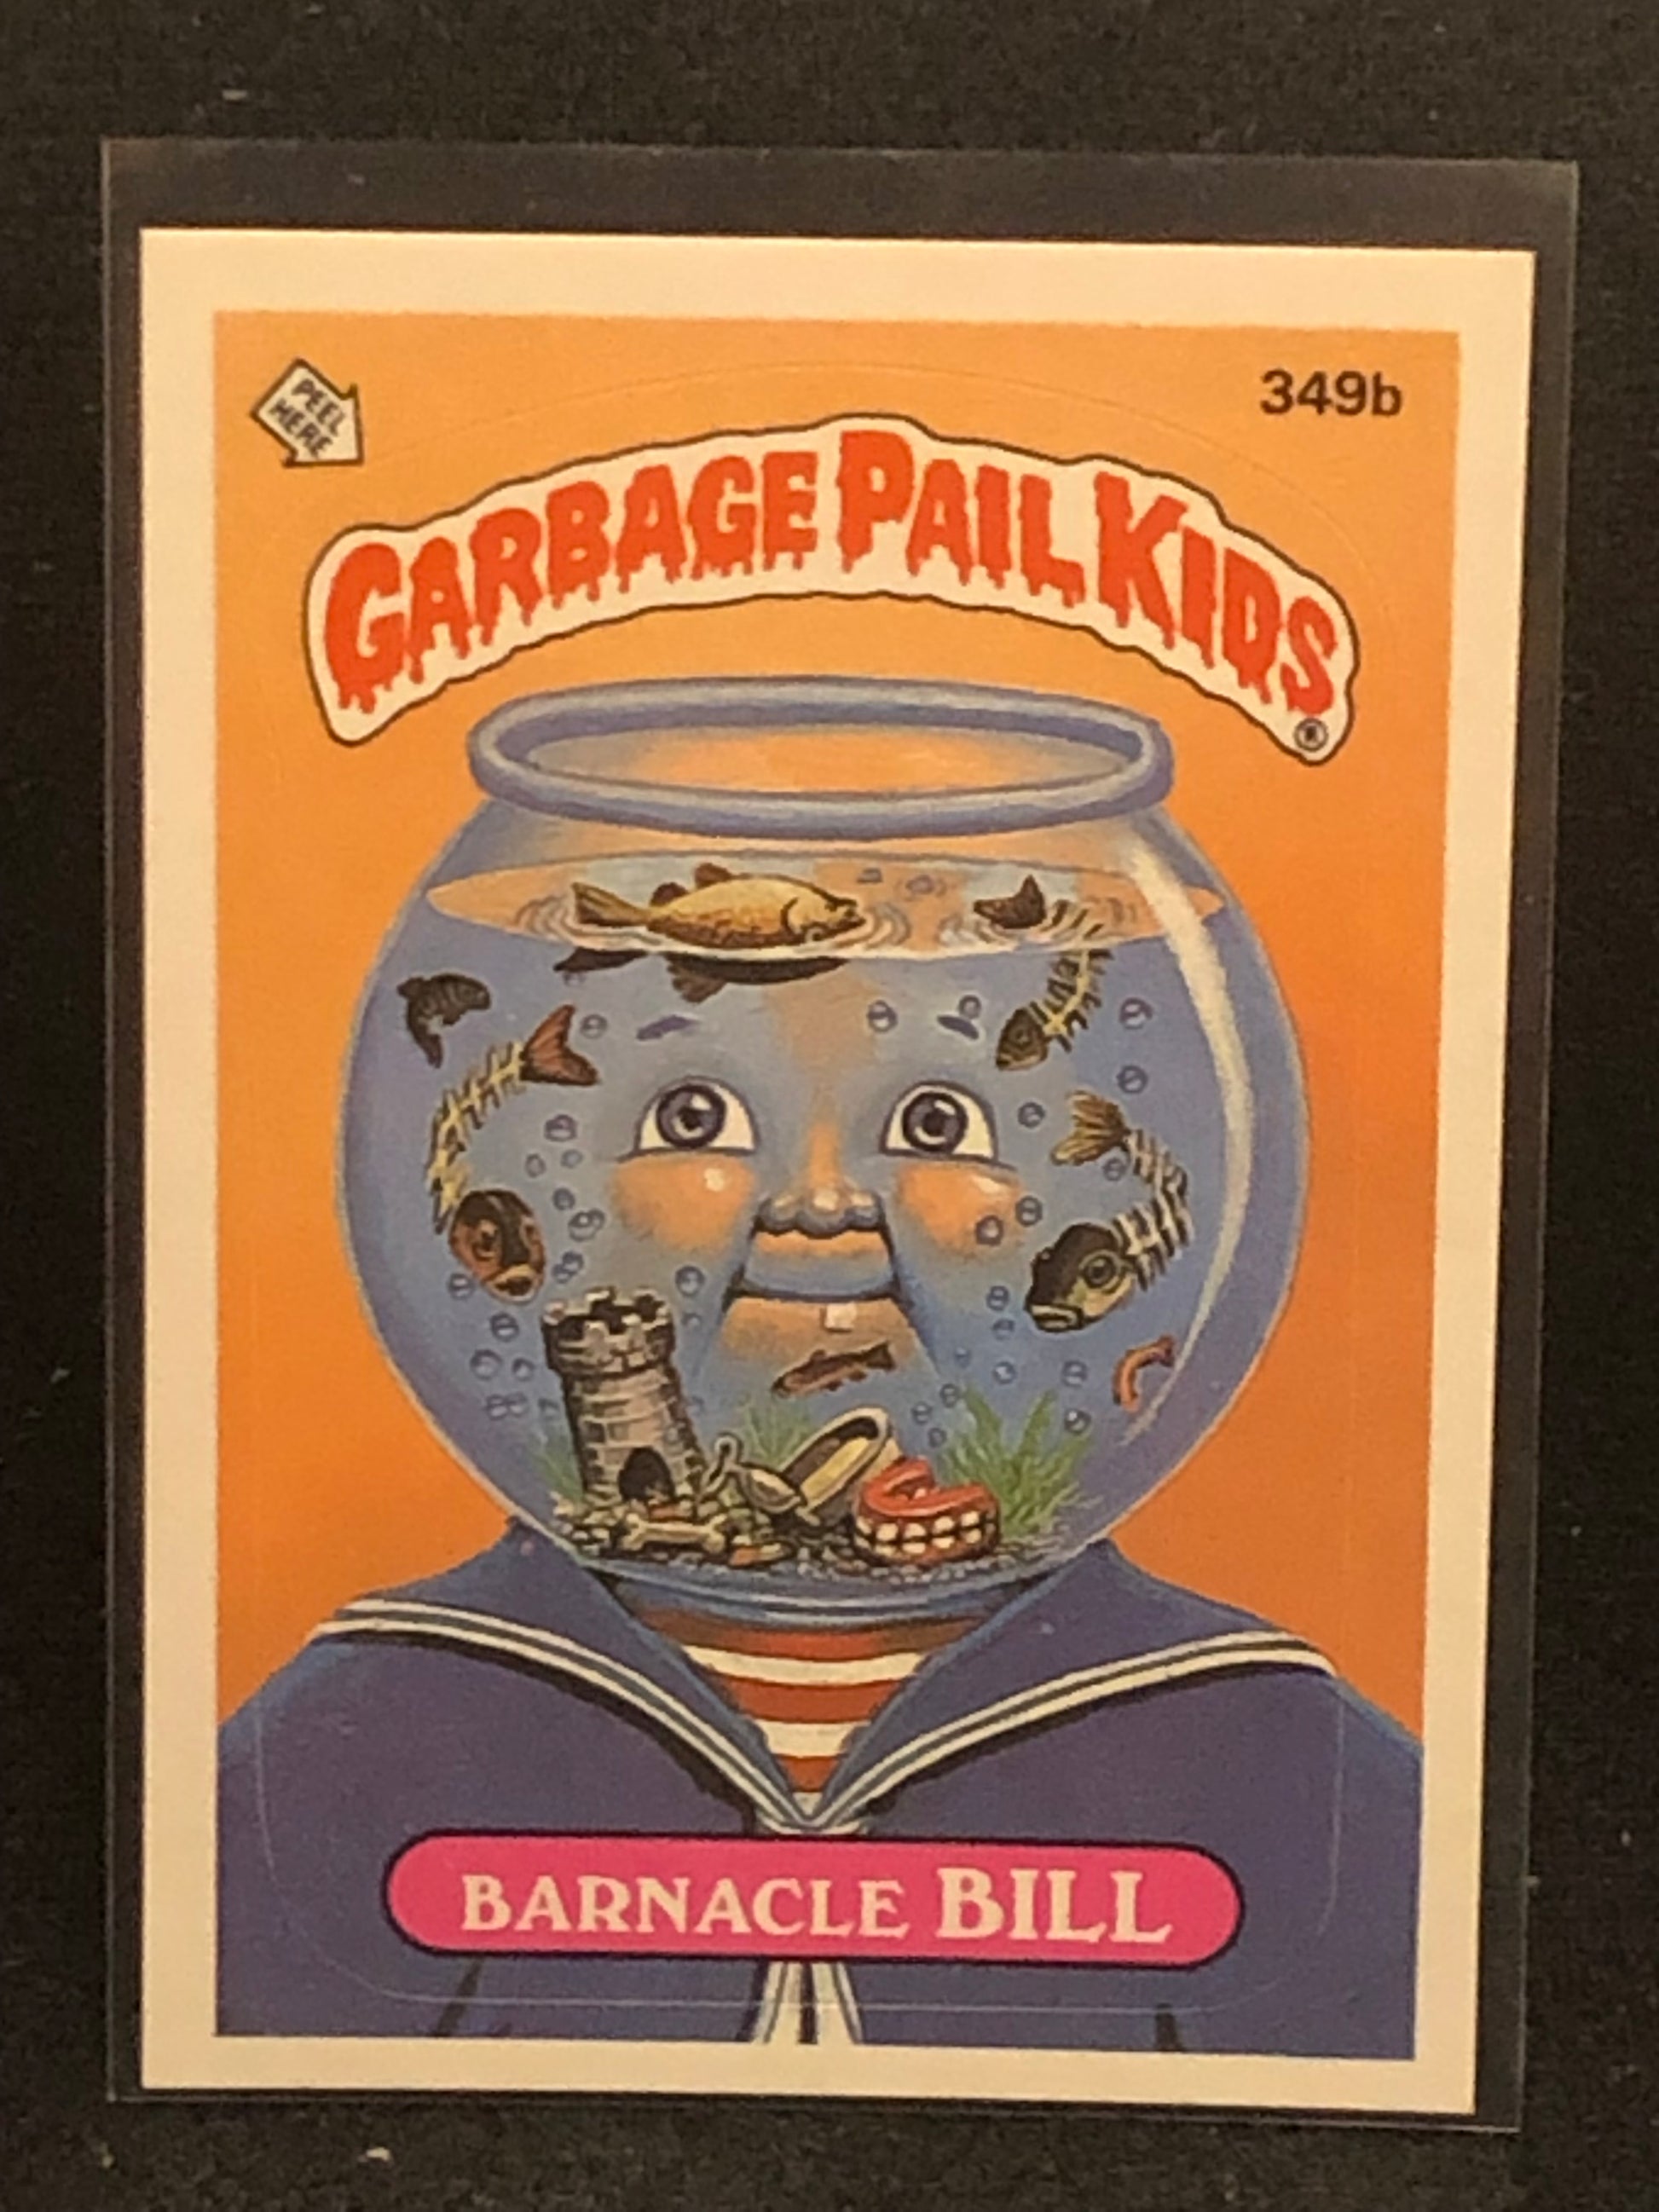 PEEL
HERE
349b
GARBAGE PAIL KIDS
®
BARNACLE BILL